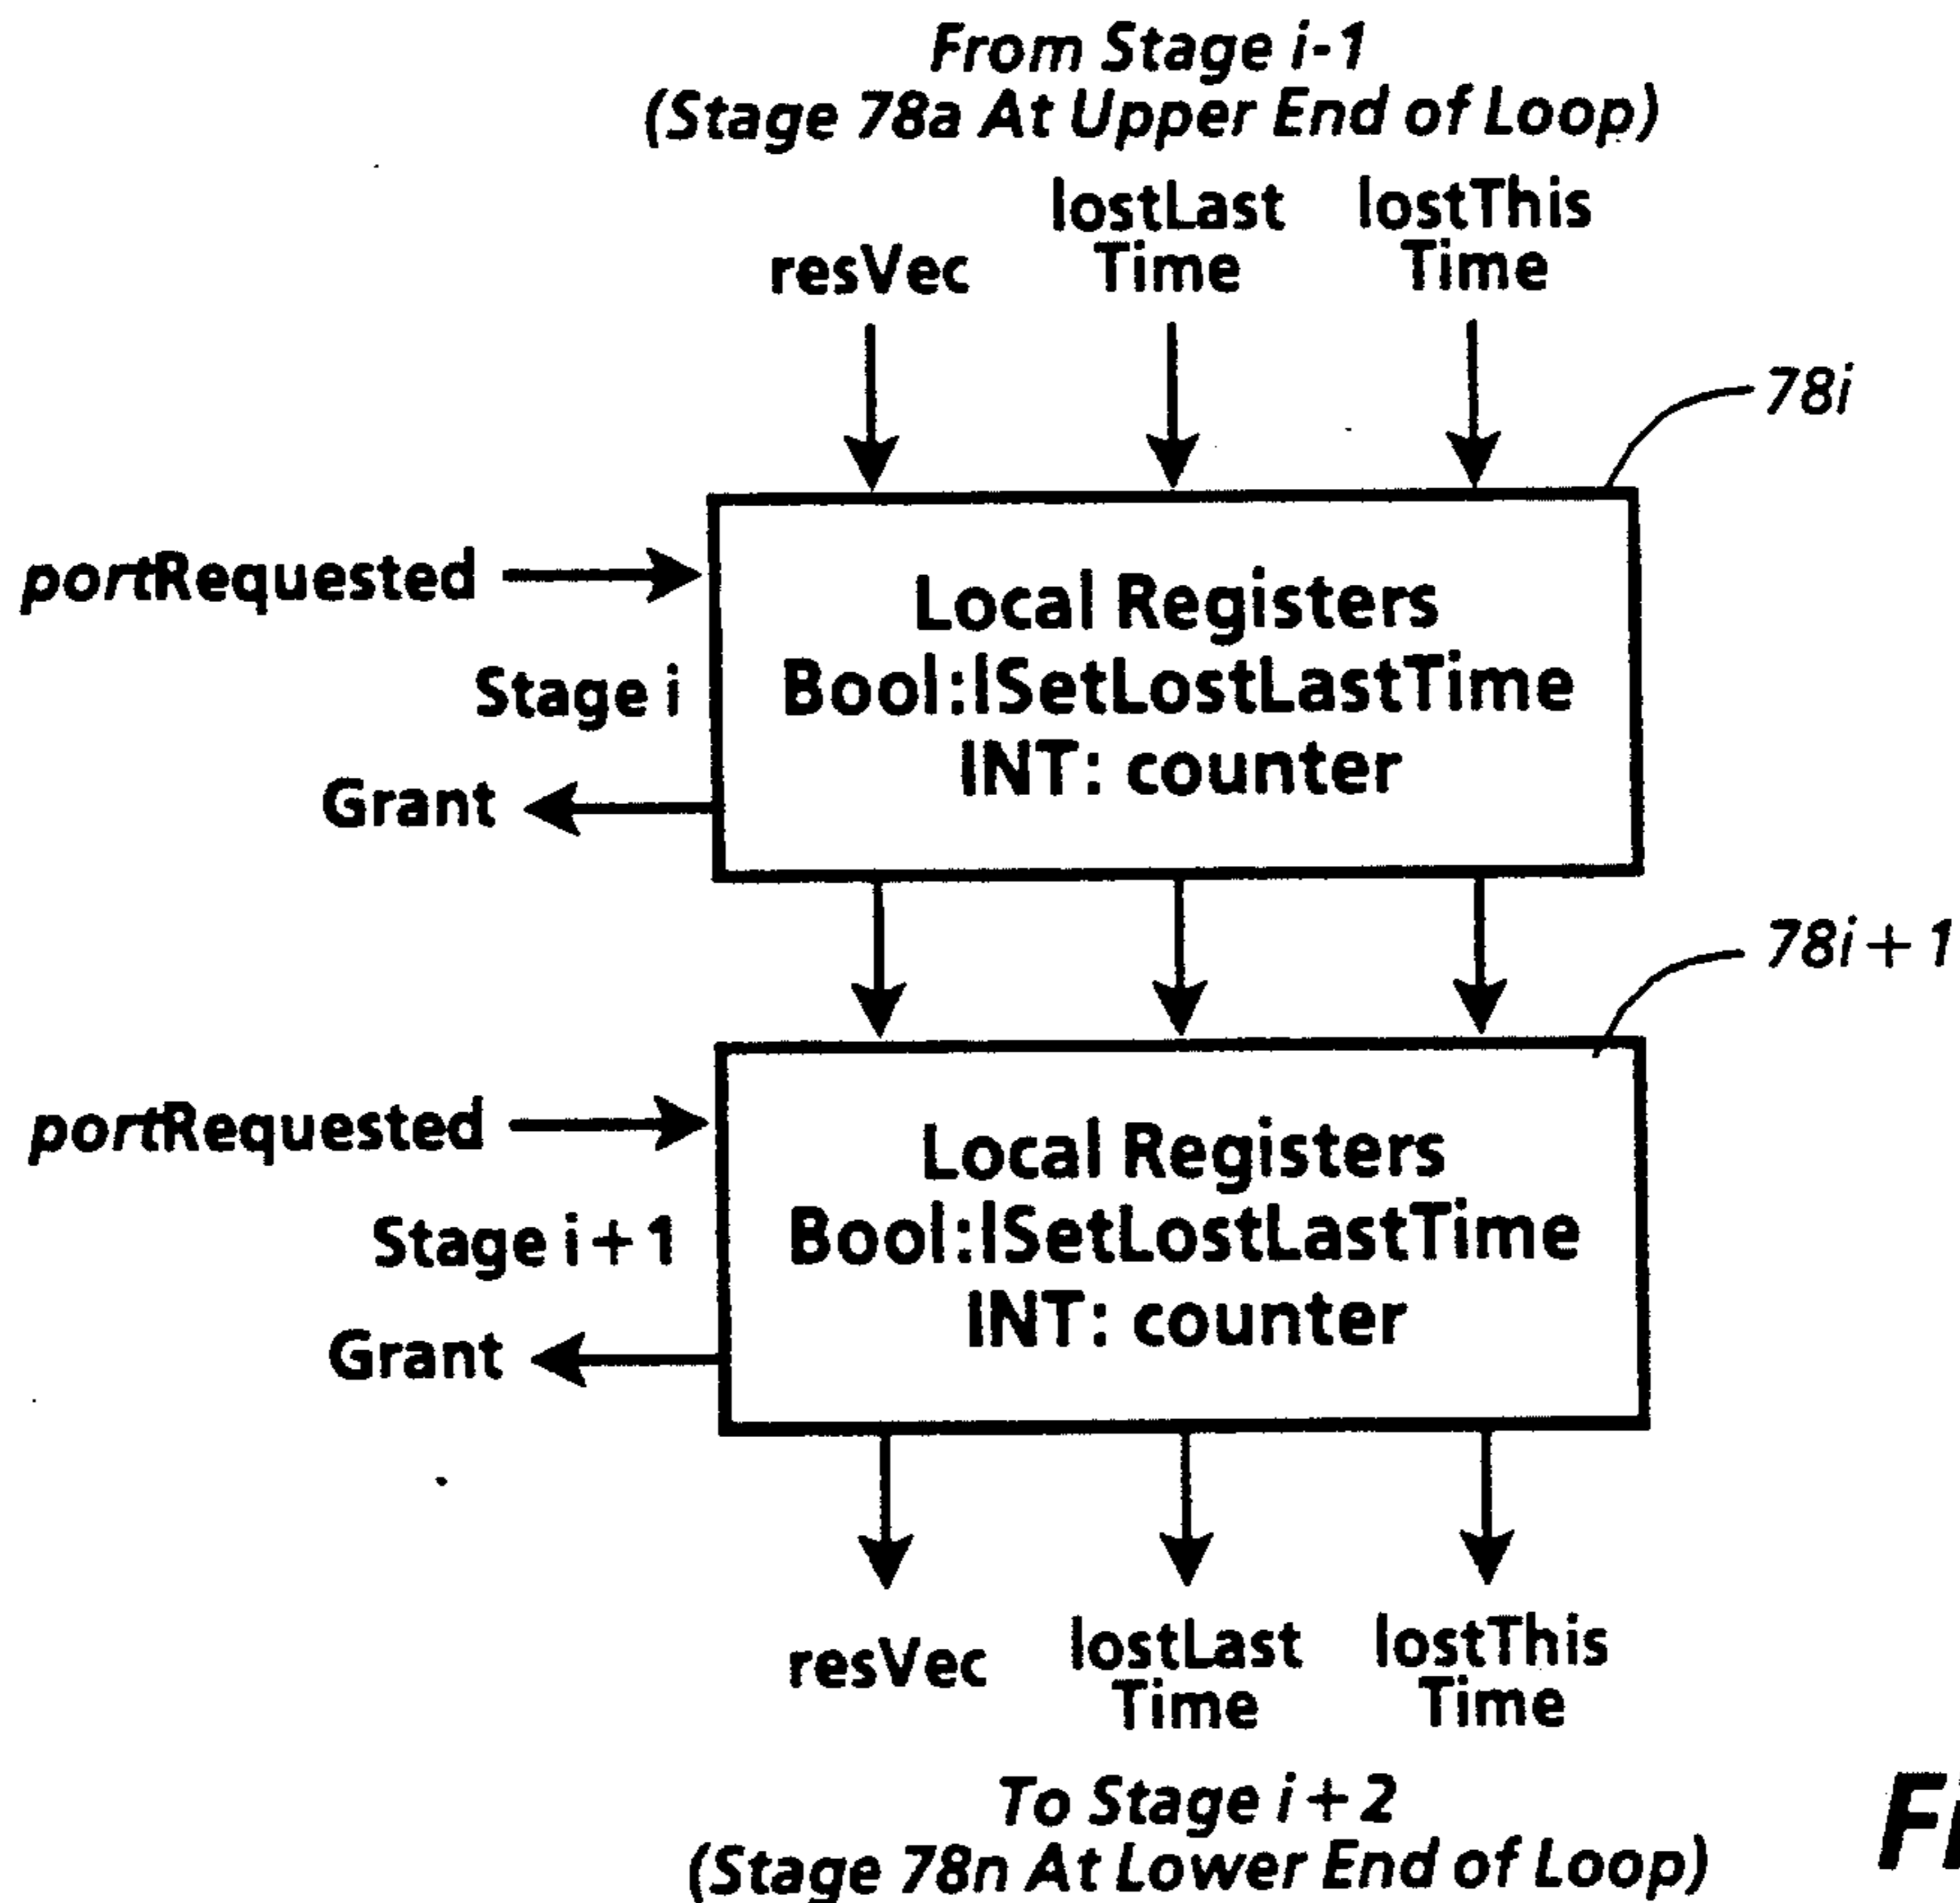 From Stage i-1
(Stage 78a At Upper End of Loop)
resVec
lostLast
Time
lostThis
Time
78i
portRequested
Stage i
Grant
Local Registers
Bool:ISetLostLastTime
INT: counter
78i+1
portRequested
Stage i+1
Grant
Local Registers
Bool:ISetLostLastTime
INT: counter
resVec
lostLast
Time
lostThis
Time
To Stage i+2
(Stage 78n At Lower End of Loop)